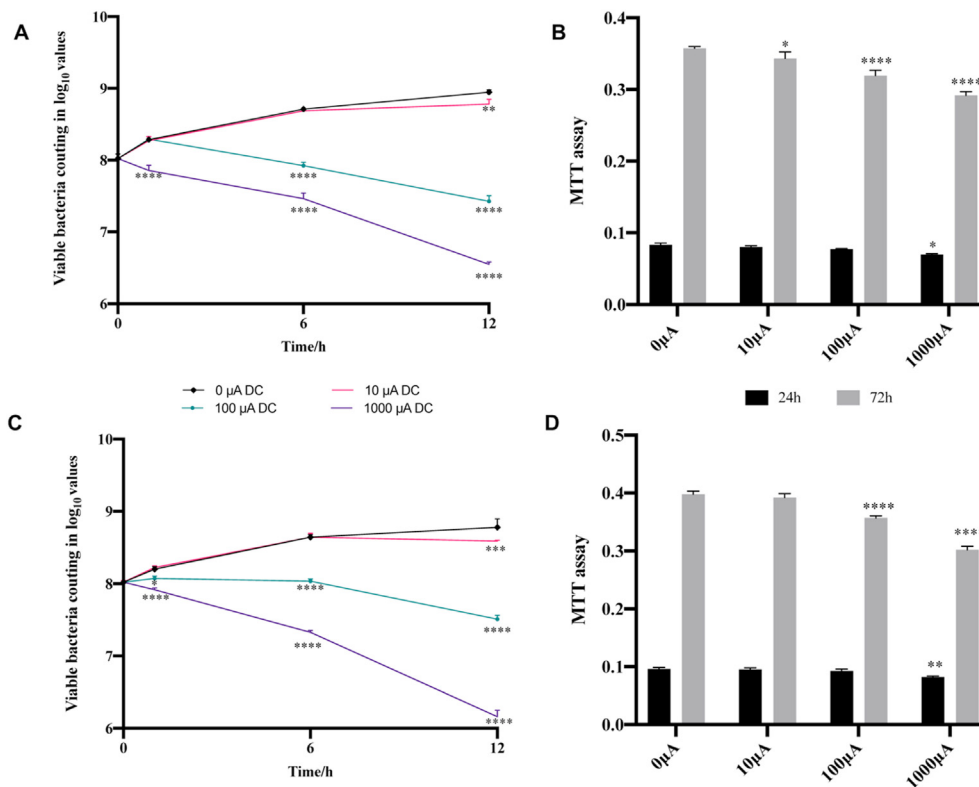 A
Viable bacteria couting in log10 values
10
9
8
7
6
**
****
****
****
****
****
0
6
12
Time/h
B
MTT assay
0.4
0.3
0.2
0.1
0.0
*
****
****
*
0μA
10μA
100μA
1000μA
0 μA DC
10 μA DC
100 μA DC
1000 μA DC
24h
72h
C
Viable bacteria couting in log10 values
10
9
8
7
6
***
*
****
****
****
****
****
0
6
12
Time/h
D
MTT assay
0.5
0.4
0.3
0.2
0.1
0.0
****
***
**
0μA
10μA
100μA
1000μA